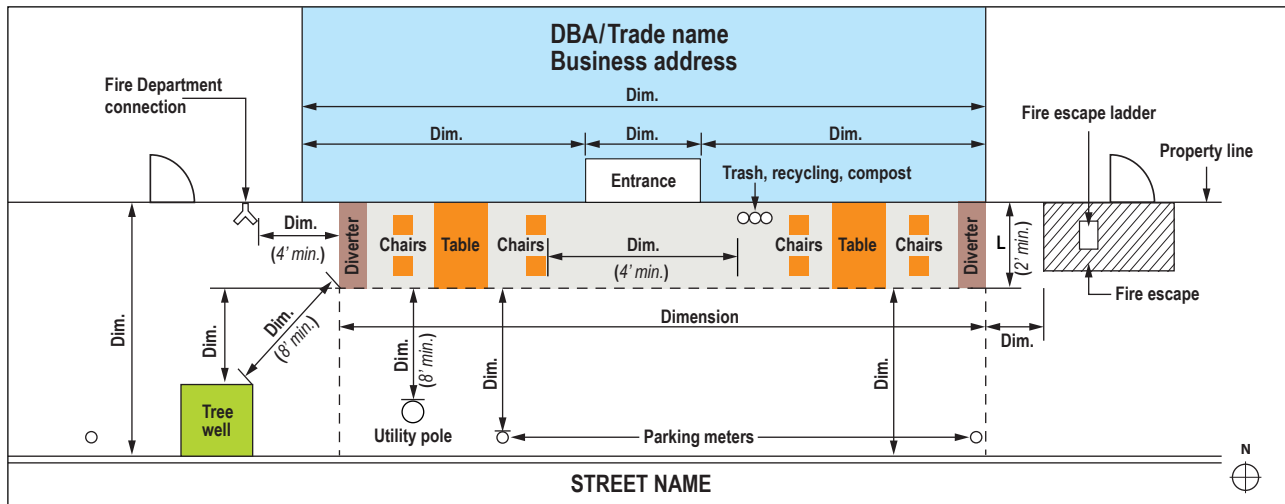 DBA/Trade name
Business address
Dim.
Fire Department
connection
Dim.
Dim.
Dim.
Fire escape ladder
Property line
Trash, recycling, compost
Entrance
Dim.
(4’ min.)
Diverter
Chairs
Table
Chairs
Dim.
(4’ min.)
Chairs
Table
Chairs
Diverter
L
(2’ min.)
Fire escape
Dim.
Dim.
Dim.
(8’ min.)
Dimension
Dim.
(8’ min.)
Dim.
Dim.
Dim.
Tree
well
Utility pole
Parking meters
STREET NAME
N